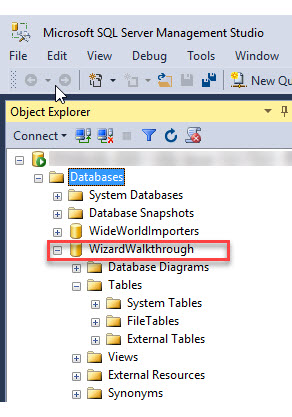 Microsoft SQL Server Management Studio
File Edit View Debug Tools Window
New Qu
Object Explorer
Connect
Databases
System Databases
Database Snapshots
WideWorldImporters
WizardWalkthrough
Database Diagrams
Tables
System Tables
FileTables
External Tables
Views
External Resources
Synonyms